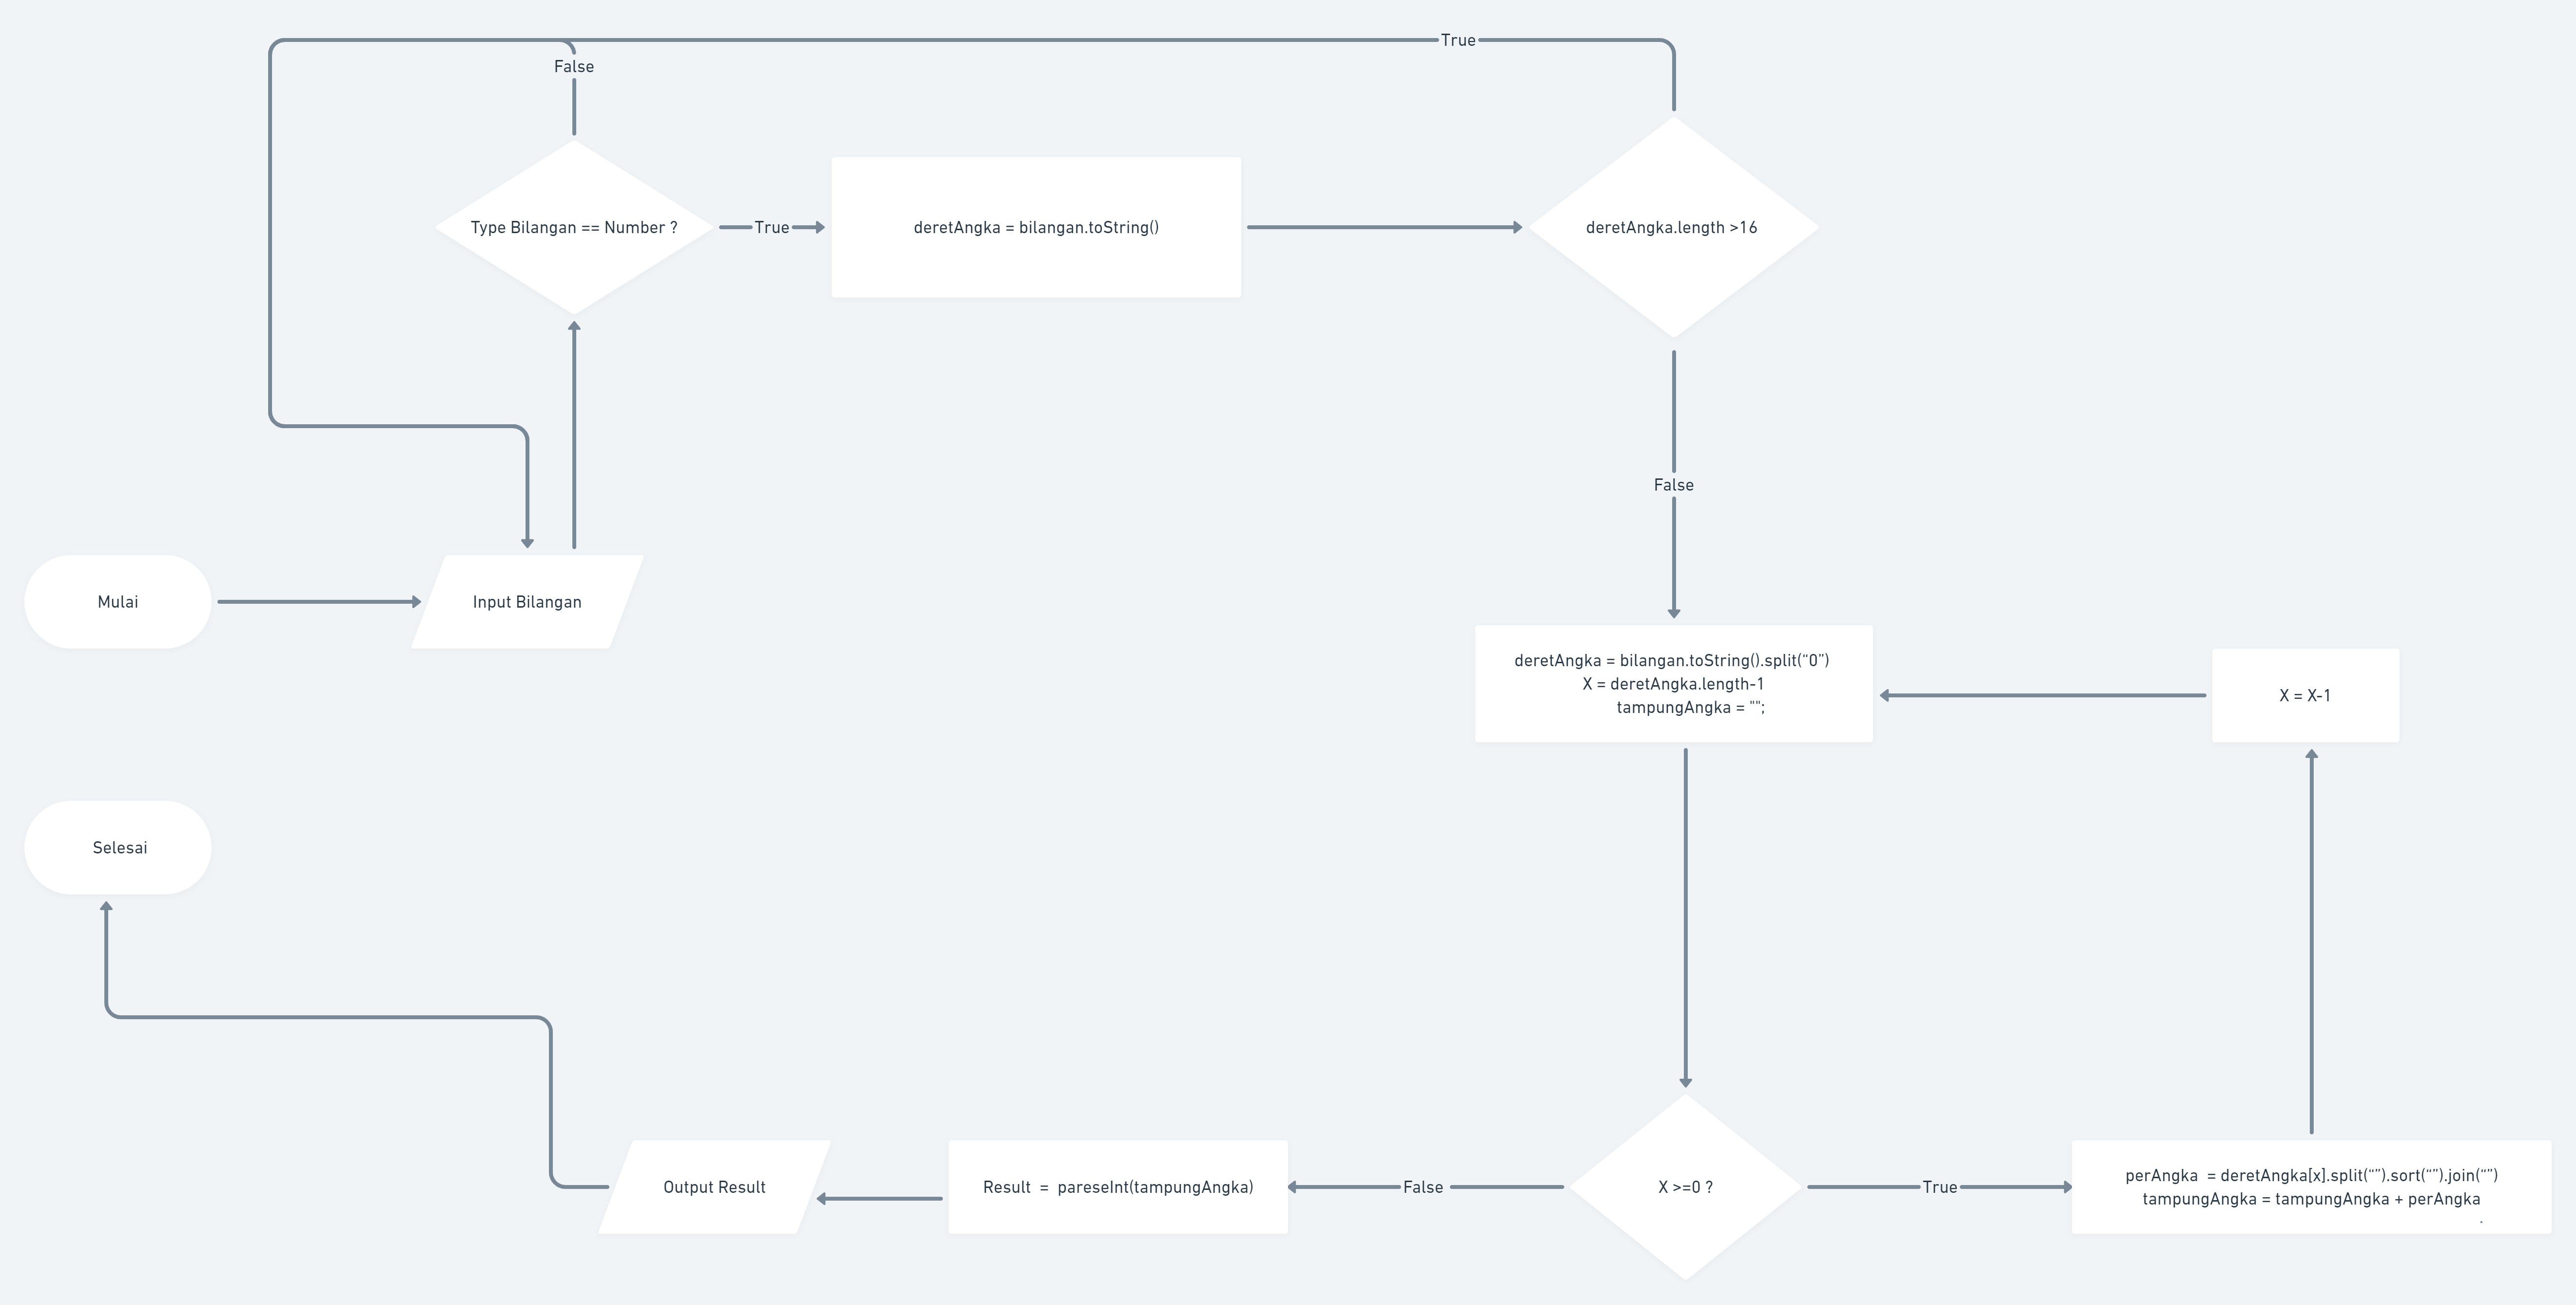 True
False
Type Bilangan == Number ?
True
deretAngka = bilangan.toString()
deretAngka.length >16
False
Mulai
Input Bilangan
deretAngka = bilangan.toString().split(“0”)
X = deretAngka.length-1
tampungAngka = "";
X = X-1
Selesai
Output Result
Result  =  pareseInt(tampungAngka)
False
X >=0 ?
True
perAngka  = deretAngka[x].split(“”).sort(“”).join(“”)
tampungAngka = tampungAngka + perAngka
.